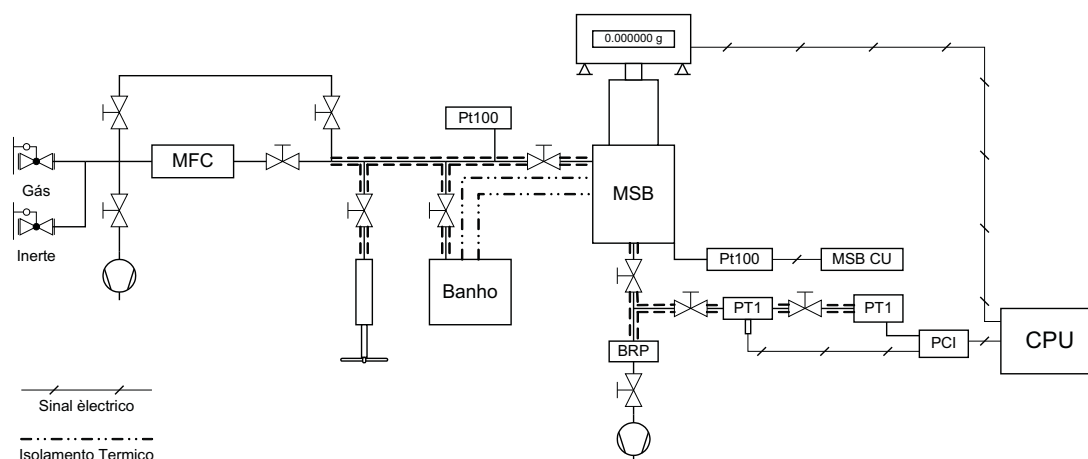 0.000000 g
Pt100
MFC
Gás
MSB
Inerte
Pt100
MSB CU
Banho
PT1
PT1
BRP
PCI
CPU
Sinal èlectrico
Isolamento Termico